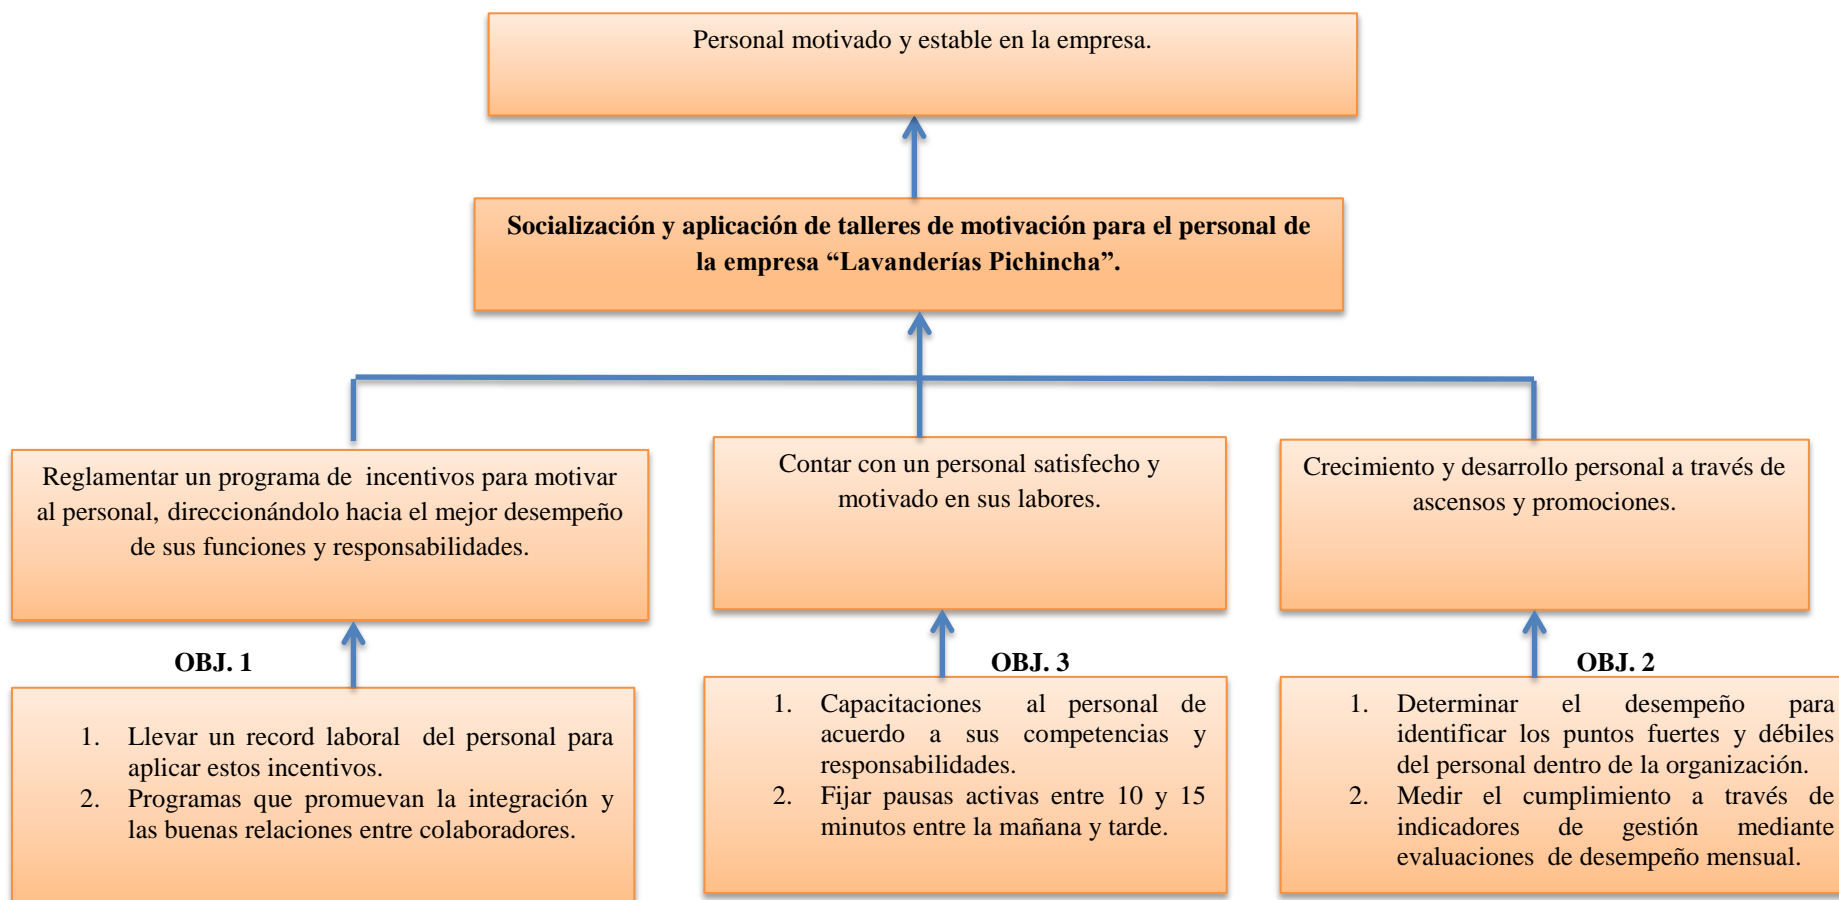 Personal motivado y estable en la empresa.
Socialización y aplicación de talleres de motivación para el personal de
la empresa “Lavanderías Pichincha”.
Reglamentar un programa de incentivos para motivar
al personal, direccionándolo hacia el mejor desempeño
de sus funciones y responsabilidades.
Contar con un personal satisfecho y
motivado en sus labores.
Crecimiento y desarrollo personal a través de
ascensos y promociones.
OBJ. 1
OBJ. 3
OBJ. 2
1. Llevar un record laboral del personal para
aplicar estos incentivos.
2. Programas que promuevan la integración y
las buenas relaciones entre colaboradores.
1. Capacitaciones al personal de
acuerdo a sus competencias y
responsabilidades.
2. Fijar pausas activas entre 10 y 15
minutos entre la mañana y tarde.
1. Determinar el desempeño para
identificar los puntos fuertes y débiles
del personal dentro de la organización.
2. Medir el cumplimiento a través de
indicadores de gestión mediante
evaluaciones de desempeño mensual.